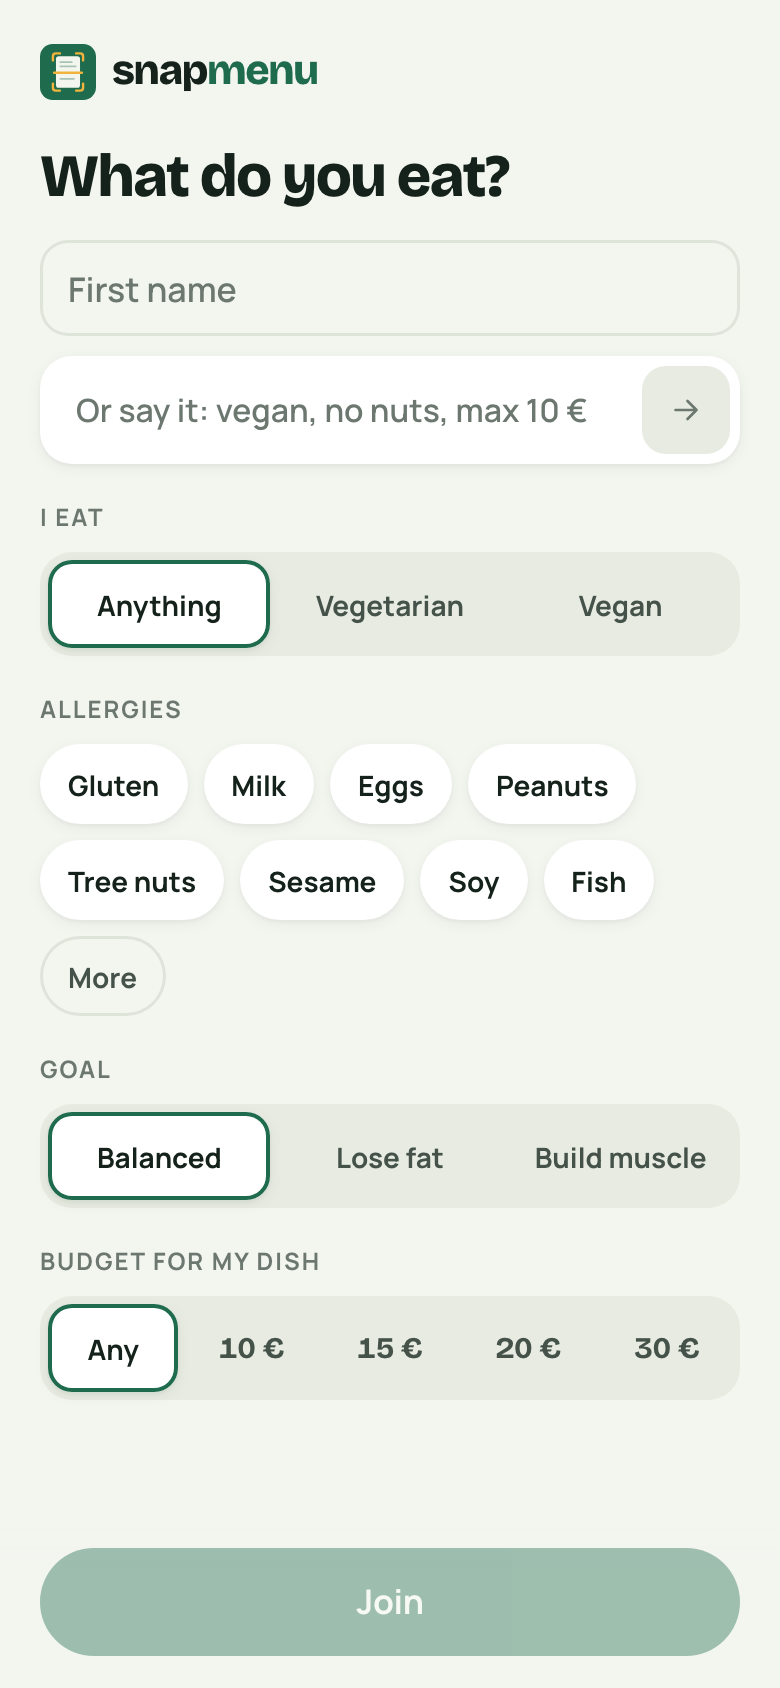 snapmenu
What do you eat?
First name
Or say it: vegan, no nuts, max 10 €
I EAT
Anything Vegetarian Vegan
ALLERGIES
Gluten Milk Eggs Peanuts
Tree nuts Sesame Soy Fish
More
GOAL
Balanced Lose fat Build muscle
BUDGET FOR MY DISH
Any 10 € 15 € 20 € 30 €
Join